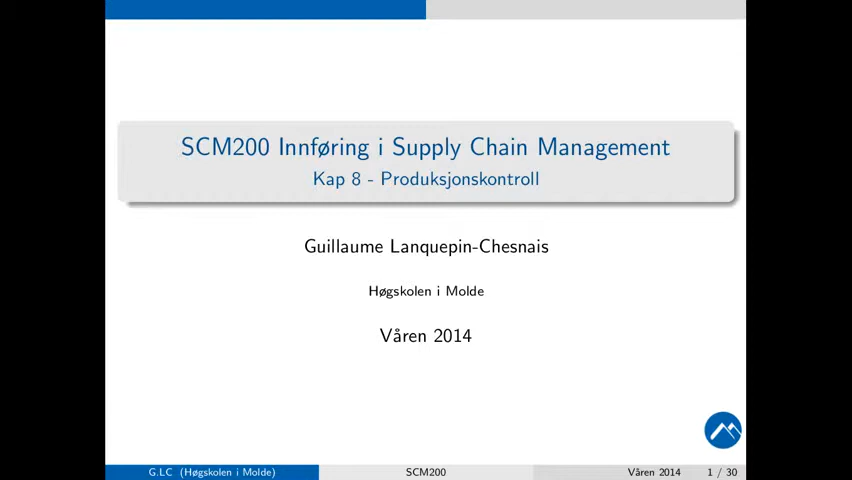 SCM200 Innføring i Supply Chain Management
Kap 8 - Produksjonskontroll
Guillaume Lanquepin-Chesnais
Høgskolen i Molde
Våren 2014
G.LC (Høgskolen i Molde) SCM200 Våren 2014 1 / 30